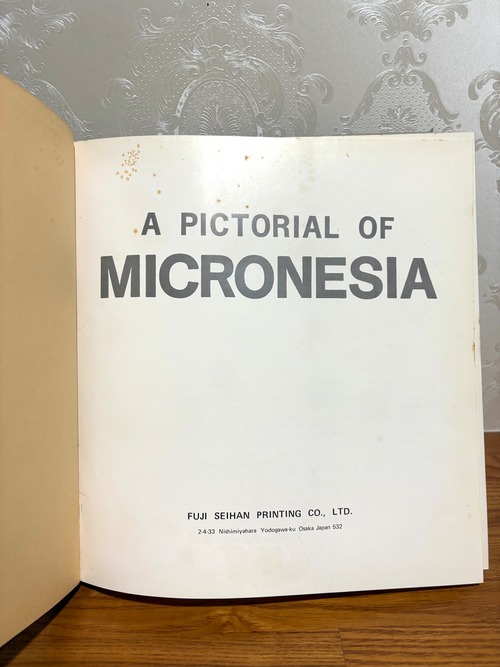 A PICTORIAL OF
MICRONESIA
FUJI SEIHAN PRINTING CO., LTD.
2-4-33 Nishimiyahara Yodogawa-ku Osaka Japan 532